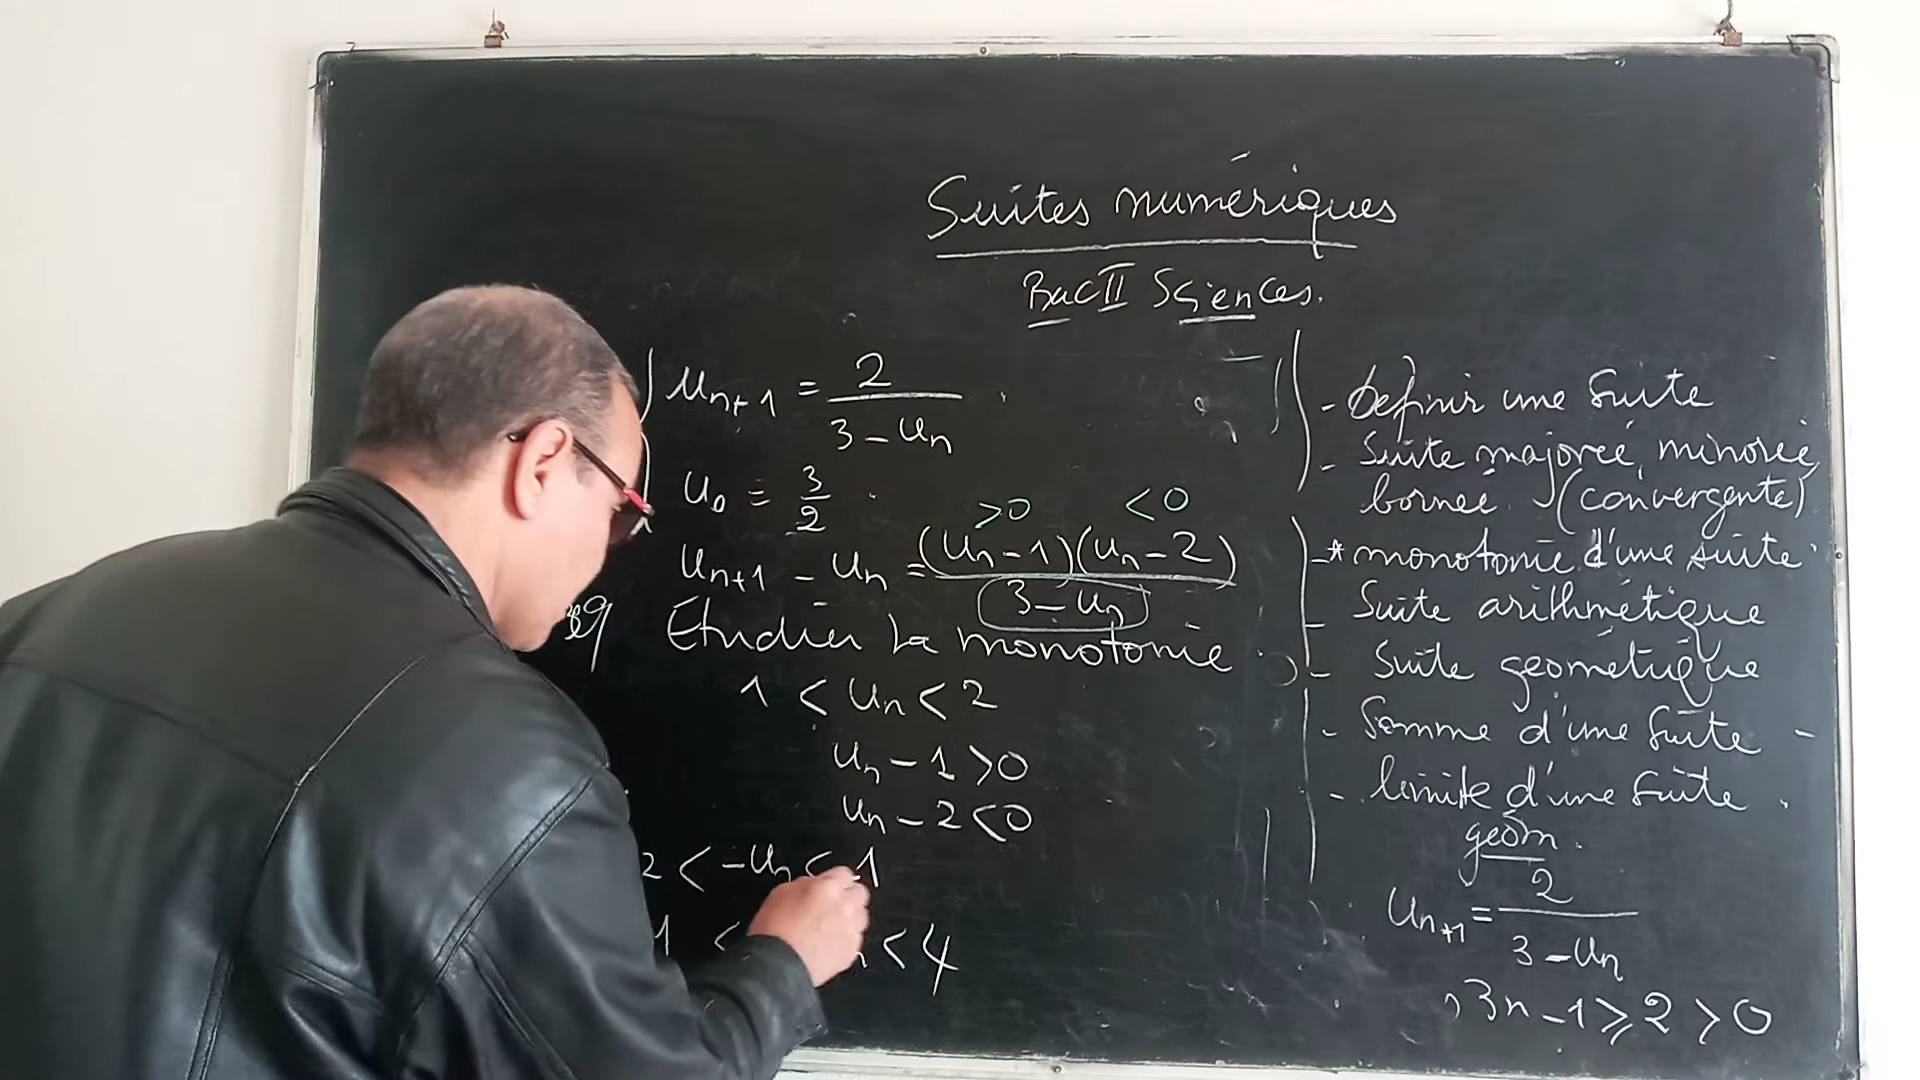 Suites numériques
Bac II Sciences.
Un+1 = 2 / (3 - Un)
U0 = 3/2
>0 <0
Un+1 - Un = (Un - 1)(Un - 2) / (3 - Un)
Etudier la monotonie
1 < Un < 2
Un - 1 > 0
Un - 2 < 0
2 < -Un < -1
1 < n < 4
- Définir une suite
- Suite majorée, minorée,
bornée (convergente)
-* monotonie d'une suite
- Suite arithmétique
- Suite géométrique
- Somme d'une suite -
- limite d'une suite.
géom.
Un+1 = 2 / (3 - Un)
3n - 1 ⩾ 2 > 0